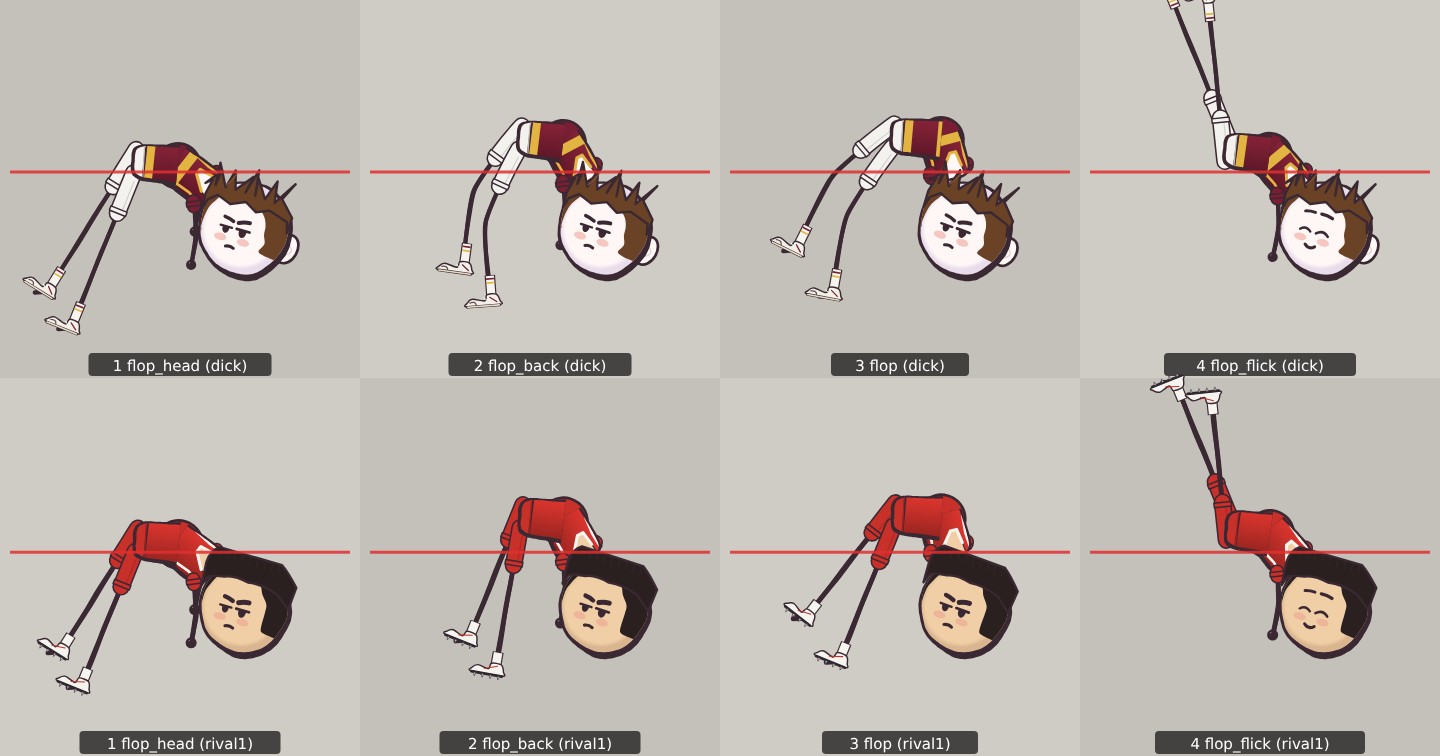 1 flop_head (dick)
2 flop_back (dick)
3 flop (dick)
4 flop_flick (dick)
1 flop_head (rival1)
2 flop_back (rival1)
3 flop (rival1)
4 flop_flick (rival1)